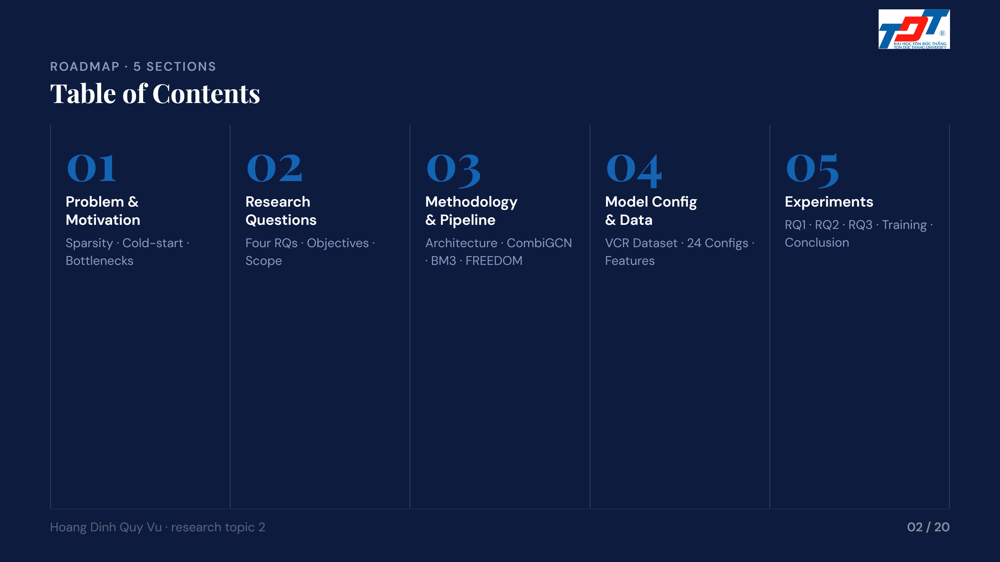 TDT
®
ĐẠI HỌC TÔN ĐỨC THẮNG
TON DUC THANG UNIVERSITY
ROADMAP · 5 SECTIONS
Table of Contents
01
Problem &
Motivation
Sparsity · Cold-start ·
Bottlenecks
02
Research
Questions
Four RQs · Objectives ·
Scope
03
Methodology
& Pipeline
Architecture · CombiGCN
· BM3 · FREEDOM
04
Model Config
& Data
VCR Dataset · 24 Configs ·
Features
05
Experiments
RQ1 · RQ2 · RQ3 · Training ·
Conclusion
Hoang Dinh Quy Vu · research topic 2
02 / 20